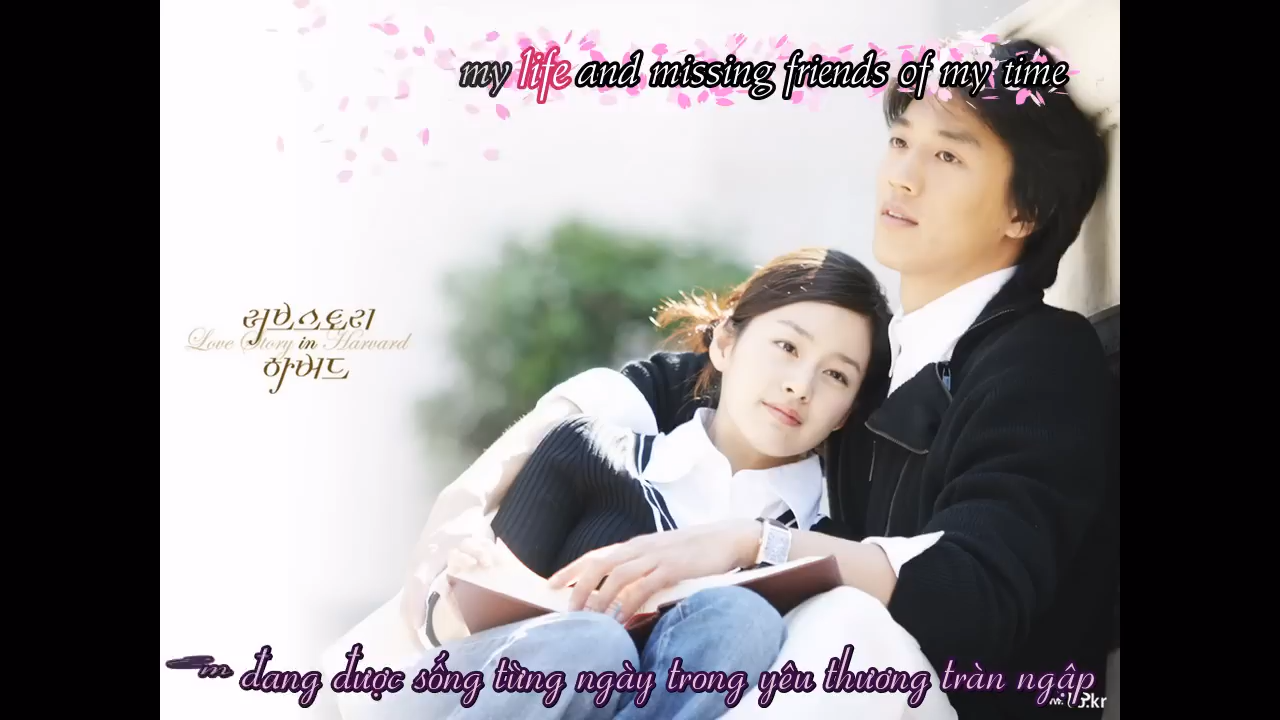 my life and missing friends of my time
러브스토리
Love Story in Harvard
하버드
đang được sống từng ngày trong yêu thương tràn ngập